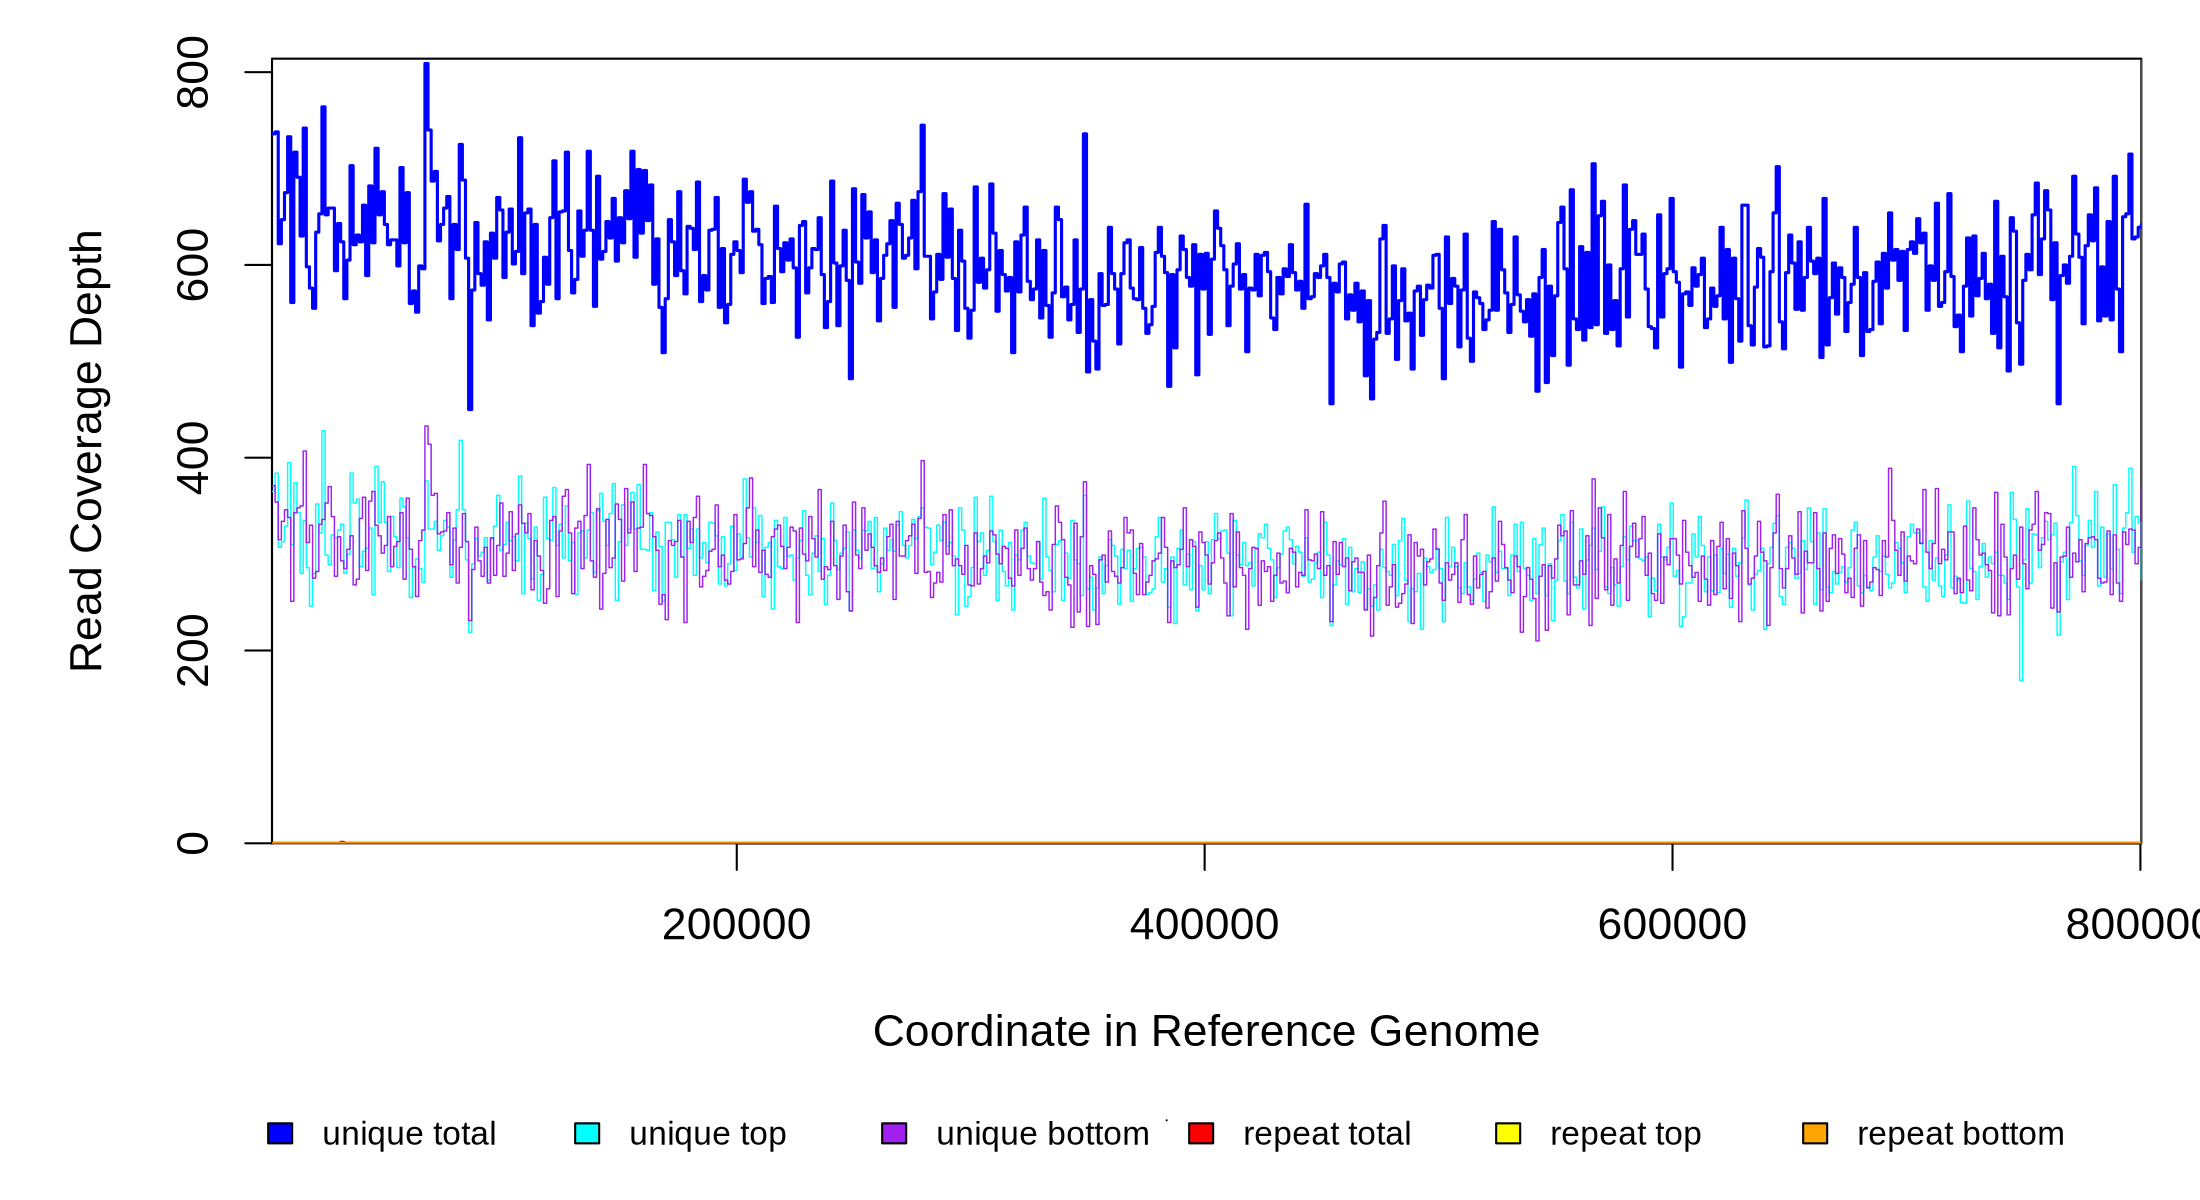 800
600
400
200
0
Read Coverage Depth
200000 400000 600000 800000
Coordinate in Reference Genome
unique total unique top unique bottom repeat total repeat top repeat bottom